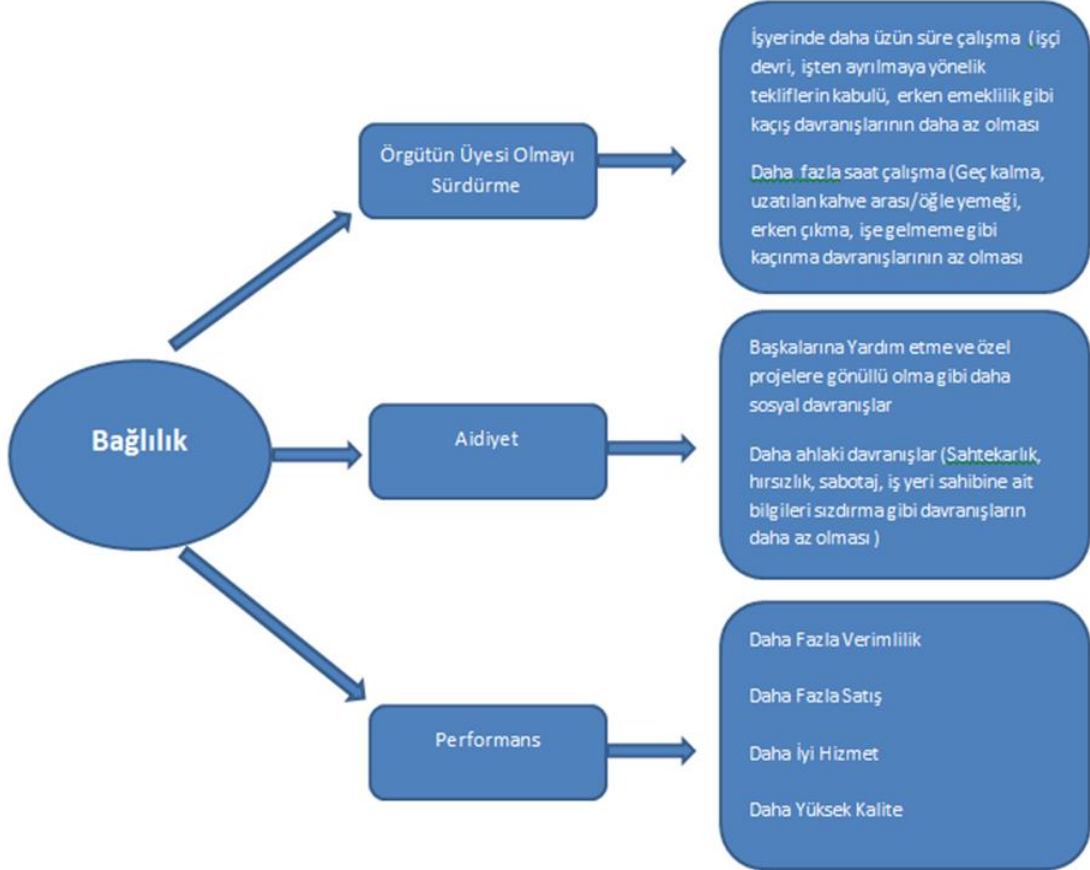 Bağlılık
Örgütün Üyesi Olmayı
Sürdürme
İşyerinde daha üzün süre çalışma (işçi
devri, işten ayrılmaya yönelik
tekliflerin kabulü, erken emeklilik gibi
kaçış davranışlarının daha az olması
Daha fazla saat çalışma (Geç kalma,
uzatılan kahve arası/öğle yemeği,
erken çıkma, işe gelmeme gibi
kaçınma davranışlarının az olması
Aidiyet
Başkalarına Yardım etme ve özel
projelere gönüllü olma gibi daha
sosyal davranışlar
Daha ahlaki davranışlar (Sahtekarlık,
hırsızlık, sabotaj, iş yeri sahibine ait
bilgileri sızdırma gibi davranışların
daha az olması )
Performans
Daha Fazla Verimlilik
Daha Fazla Satış
Daha İyi Hizmet
Daha Yüksek Kalite